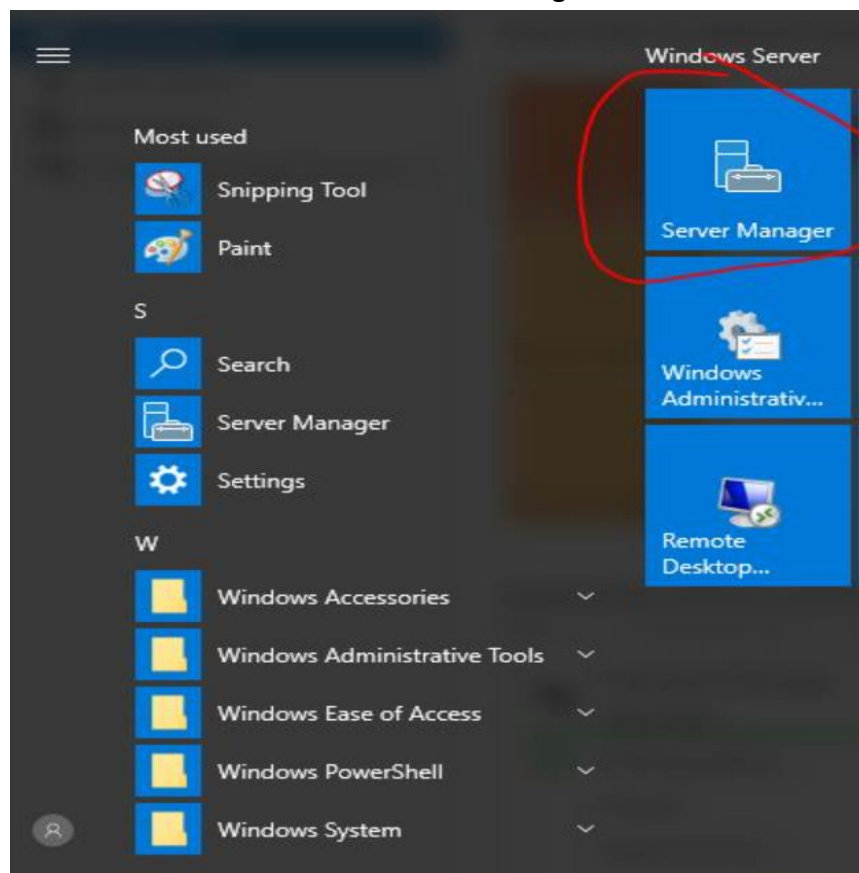 Most used
Snipping Tool
Paint
S
Search
Server Manager
Settings
W
Windows Accessories
Windows Administrative Tools
Windows Ease of Access
Windows PowerShell
Windows System
Windows Server
Server Manager
Windows
Administrativ...
Remote
Desktop...